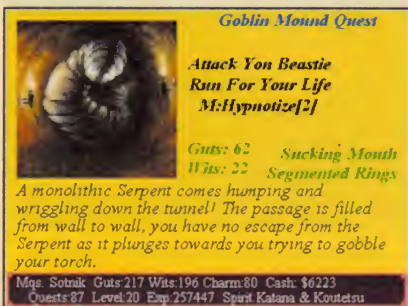 Goblin Mound Quest
Attack Yon Beastie
Run For Your Life
M:Hypnotize[2]
Guts: 62 Sucking Mouth
Wits: 22 Segmented Rings
A monolithic Serpent comes humping and
wriggling down the tunnel! The passage is filled
from wall to wall, you have no escape from the
Serpent as it plunges towards you trying to gobble
your torch.
Mqs. Sotnik Guts:217 Wits:196 Charm:80 Cash: $6223
Quests:87 Level:20 Exp:257447 Spirit Katana & Koutetsu